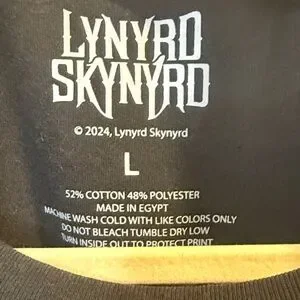 LYNYRD
SKYNYRD
© 2024, Lynyrd Skynyrd
L
52% COTTON 48% POLYESTER
MADE IN EGYPT
MACHINE WASH COLD WITH LIKE COLORS ONLY
DO NOT BLEACH TUMBLE DRY LOW
TURN INSIDE OUT TO PROTECT PRINT